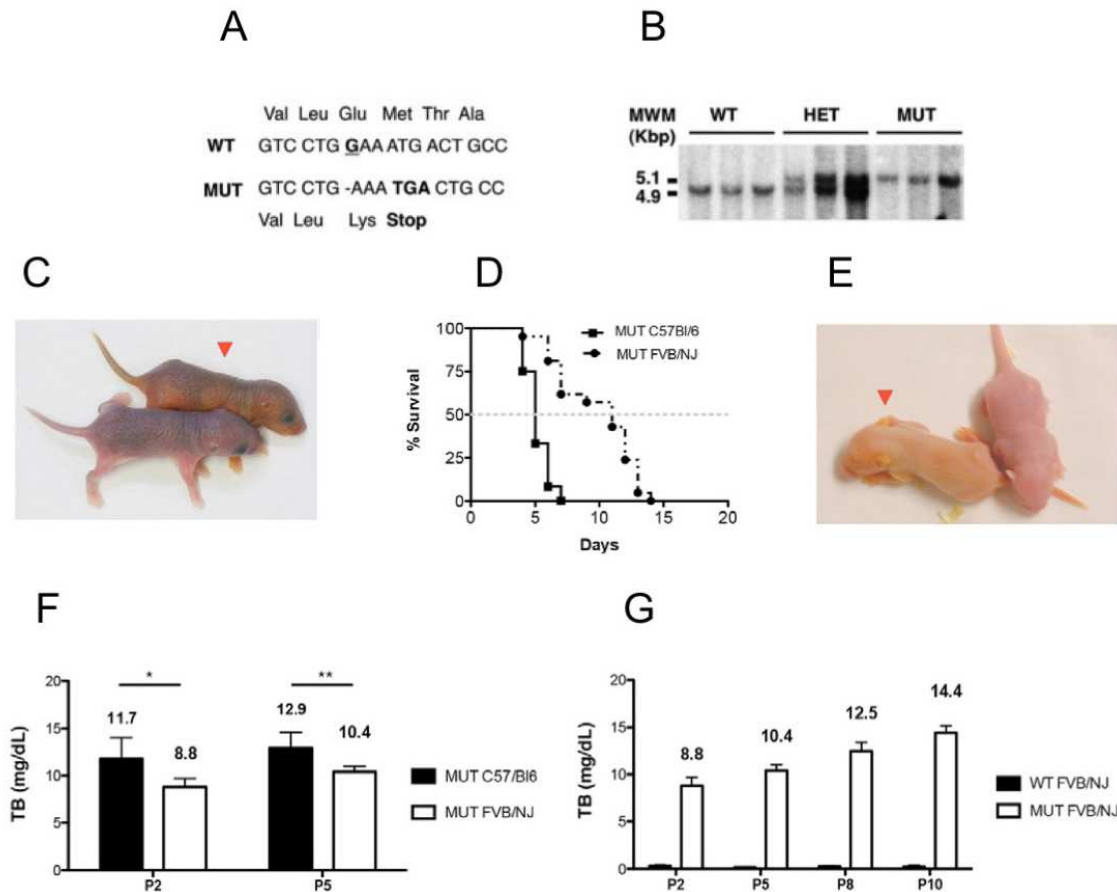 A
B
Val Leu Glu Met Thr Ala
WT GTC CTG GAA ATG ACT GCC
MUT GTC CTG -AAA TGA CTG CC
Val Leu Lys Stop
MWM (Kbp)
WT HET MUT
5.1
4.9
C
D
E
% Survival
100
75
50
25
0
0 5 10 15 20
Days
MUT C57Bl/6
MUT FVB/NJ
F
G
TB (mg/dL)
20
15
10
5
0
* **
11.7 8.8 12.9 10.4
P2 P5
MUT C57/Bl6
MUT FVB/NJ
TB (mg/dL)
20
15
10
5
0
8.8 10.4 12.5 14.4
P2 P5 P8 P10
WT FVB/NJ
MUT FVB/NJ